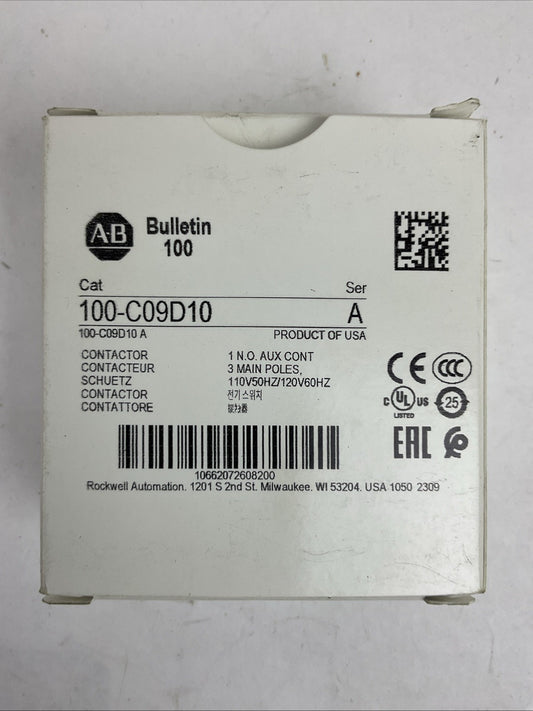 AB Bulletin
100
Cat Ser
100-C09D10 A
100-C09D10 A PRODUCT OF USA
CONTACTOR 1 N.O. AUX CONT
CONTACTEUR 3 MAIN POLES,
SCHUETZ 110V50HZ/120V60HZ
CONTACTOR 전기 스위치
CONTATTORE
CE CCC
C UL US 25
LISTED
EAC
10662072608200
Rockwell Automation. 1201 S 2nd St. Milwaukee. WI 53204. USA 1050 2309